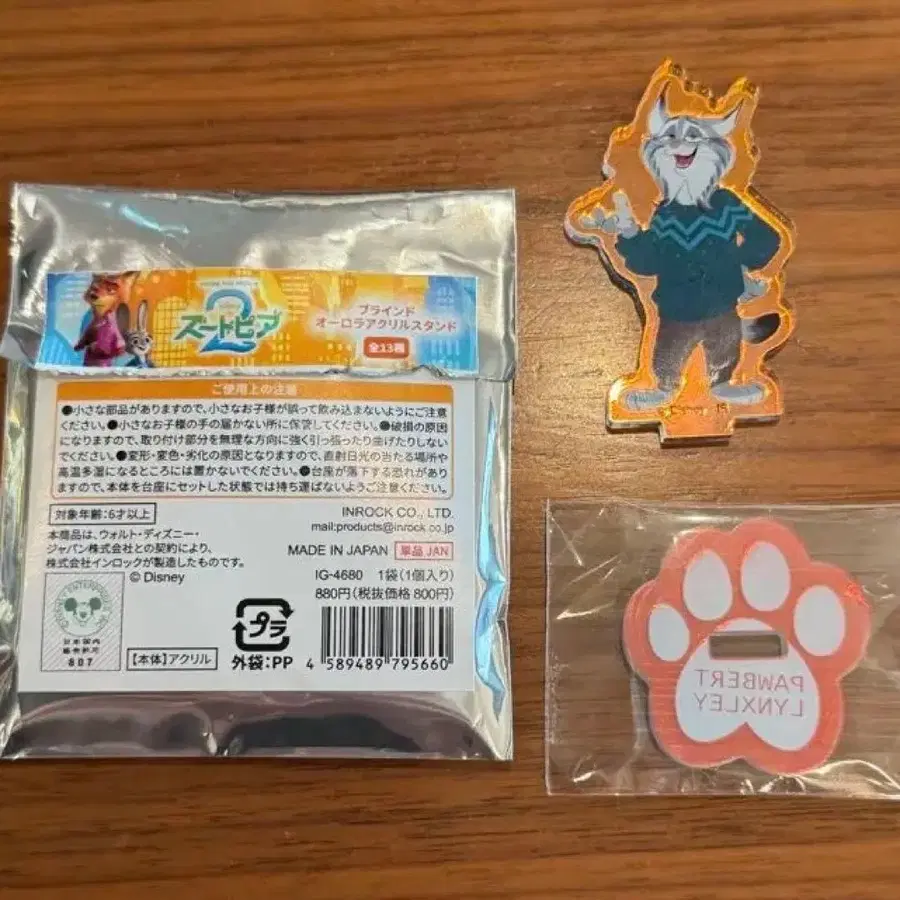 ズートピア
2
ブラインド
オーロラアクリルスタンド
全13種
ご使用上の注意
●小さな部品がありますので、小さなお子様が誤って飲み込まないようにご注意
ください。●小さなお子様の手の届かない所に保管してください。●破損の原因
になりますので、取り付け部分を無理な方向に強く引っ張ったり曲げたりしない
でください。●変形・変色・劣化の原因となりますので、直射日光の当たる場所や
高温多湿になるところには置かないでください。●台座が落下する恐れがあり
ますので、本体を台座にセットした状態では持ち運ばないようご注意ください。
対象年齢:6才以上
本商品は、ウォルト・ディズニー・
ジャパン株式会社との契約により、
株式会社インロックが製造したものです。
© Disney
INROCK CO., LTD.
mail:products@inrock.co.jp
MADE IN JAPAN 単品 JAN
IG-4680 1袋(1個入り)
880円(税抜価格 800円)
日本国内
販売許可
807
【本体】アクリル
プラ
外袋:PP
4 589489 795660
PAWBERT
LYNXLEY